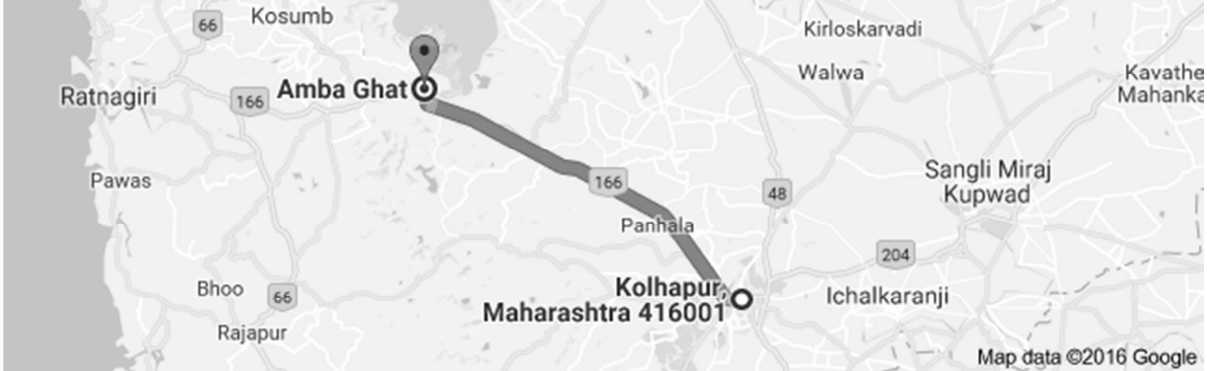 66
Kosumb
Kirloskarvadi
Walwa
Kavathe
Mahanka
Ratnagiri
166
Amba Ghat
Pawas
166
48
Sangli Miraj
Kupwad
Panhala
204
Bhoo
66
Kolhapur,
Maharashtra 416001
Ichalkaranji
Rajapur
Map data ©2016 Google